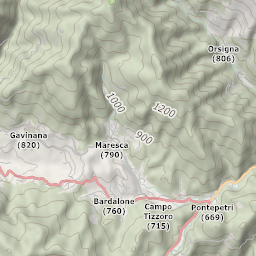 Orsigna
(806)
1000
1200
900
Gavinana
(820)
Maresca
(790)
Bardalone
(760)
Campo
Tizzoro
(715)
Pontepetri
(669)